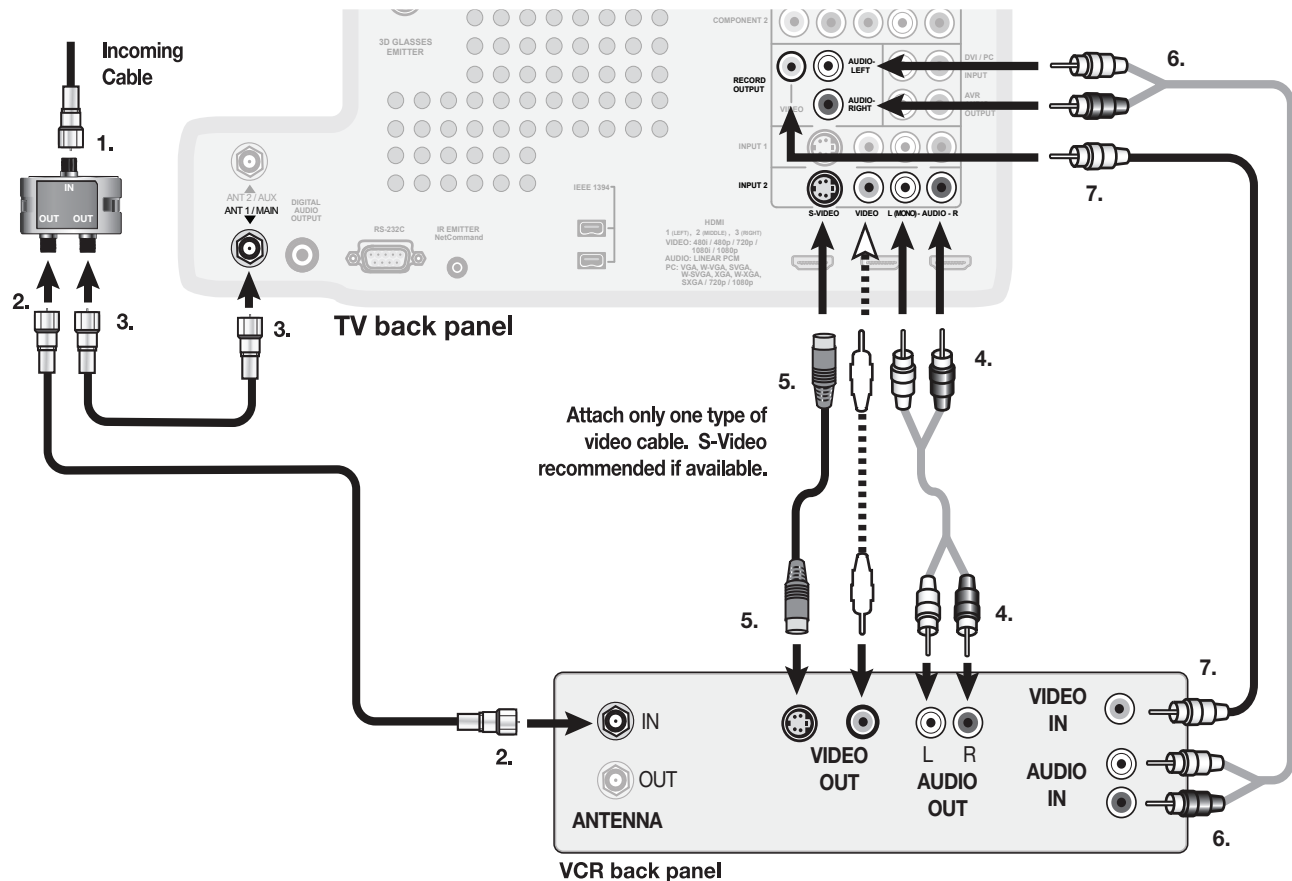 COMPONENT 2
Incoming
Cable
3D GLASSES
EMITTER
AUDIO-
LEFT
DVI / PC
INPUT
6.
RECORD
OUTPUT
VIDEO
AUDIO-
RIGHT
AVR
OUTPUT
1.
IN
OUT OUT
INPUT 1
7.
ANT 2 / AUX
ANT 1 / MAIN
DIGITAL
AUDIO
OUTPUT
IEEE 1394
INPUT 2
S-VIDEO VIDEO L (MONO)- AUDIO - R
RS-232C
IR EMITTER
NetCommand
HDMI
1 (LEFT), 2 (MIDDLE), 3 (RIGHT)
VIDEO: 480i / 480p / 720p /
1080i / 1080p
AUDIO: LINEAR PCM
PC: VGA, W-VGA, SVGA,
W-SVGA, XGA, W-XGA,
SXGA / 720p / 1080p
2.
3.
3.
TV back panel
5.
4.
Attach only one type of
video cable. S-Video
recommended if available.
5.
4.
7.
2.
IN
OUT
ANTENNA
VIDEO
OUT
L R
AUDIO
OUT
VIDEO
IN
AUDIO
IN
6.
VCR back panel